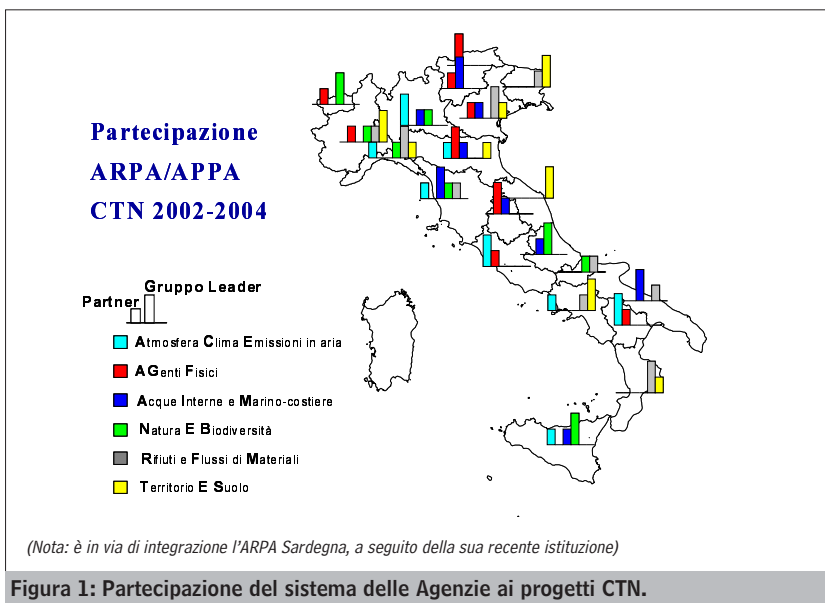 Partecipazione
ARPA/APPA
CTN 2002-2004
Gruppo Leader
Partner
Atmosfera Clima Emissioni in aria
AGenti Fisici
Acque Interne e Marino-costiere
Natura E Biodiversità
Rifiuti e Flussi di Materiali
Territorio E Suolo
(Nota: è in via di integrazione l'ARPA Sardegna, a seguito della sua recente istituzione)
Figura 1: Partecipazione del sistema delle Agenzie ai progetti CTN.